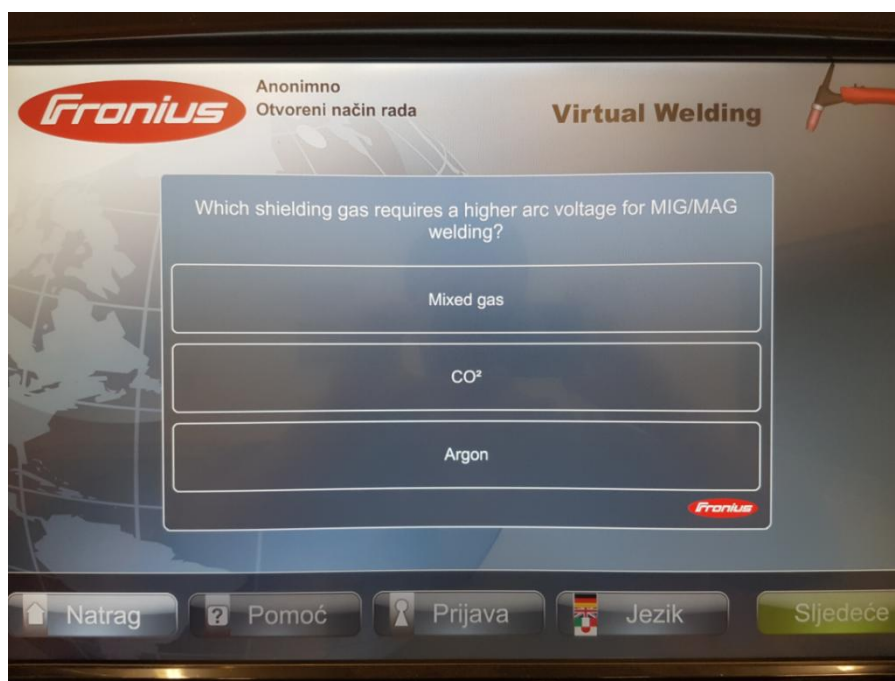 Fronius
Anonimno
Otvoreni način rada
Virtual Welding
Which shielding gas requires a higher arc voltage for MIG/MAG
welding?
Mixed gas
CO²
Argon
Fronius
Natrag
? Pomoć
Prijava
Jezik
Sljedeće